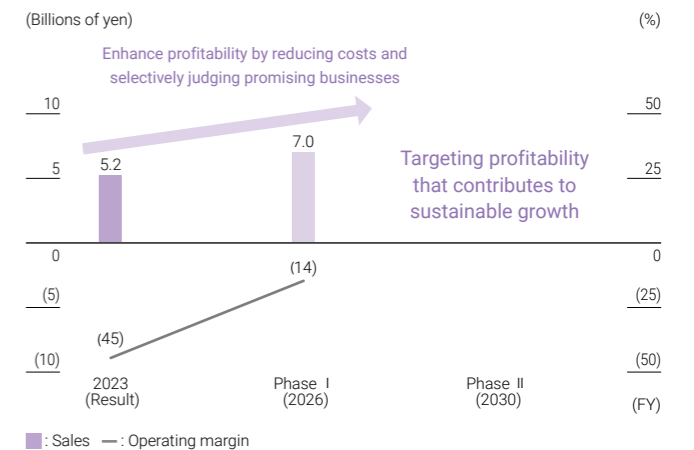 (Billions of yen)
(%)
Enhance profitability by reducing costs and
selectively judging promising businesses
10
50
7.0
5.2
5
25
Targeting profitability
that contributes to
sustainable growth
0
0
(14)
(5)
(25)
(45)
(10)
(50)
2023
(Result)
Phase Ⅰ
(2026)
Phase Ⅱ
(2030)
(FY)
: Sales : Operating margin